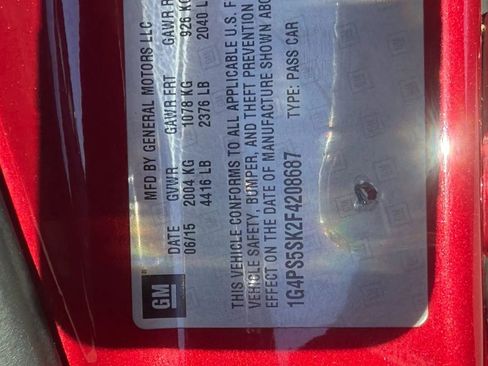 GM
MFD BY GENERAL MOTORS LLC
DATE GVWR GAWR FRT GAWR R
06/15 2004 KG 1078 KG 926 KG
4416 LB 2376 LB 2040 LB
THIS VEHICLE CONFORMS TO ALL APPLICABLE U.S. F
VEHICLE SAFETY, BUMPER, AND THEFT PREVENTION
EFFECT ON THE DATE OF MANUFACTURE SHOWN ABO
1G4PS5SK2F4208687 TYPE: PASS CAR